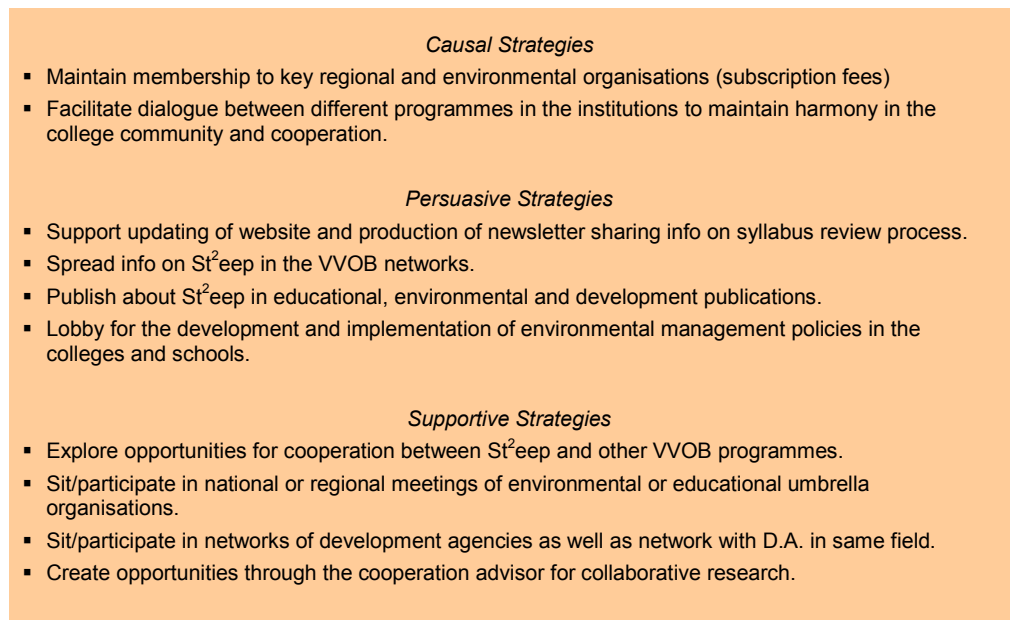 Causal Strategies
▪ Maintain membership to key regional and environmental organisations (subscription fees)
▪ Facilitate dialogue between different programmes in the institutions to maintain harmony in the
college community and cooperation.
Persuasive Strategies
▪ Support updating of website and production of newsletter sharing info on syllabus review process.
▪ Spread info on St²eep in the VVOB networks.
▪ Publish about St²eep in educational, environmental and development publications.
▪ Lobby for the development and implementation of environmental management policies in the
colleges and schools.
Supportive Strategies
▪ Explore opportunities for cooperation between St²eep and other VVOB programmes.
▪ Sit/participate in national or regional meetings of environmental or educational umbrella
organisations.
▪ Sit/participate in networks of development agencies as well as network with D.A. in same field.
▪ Create opportunities through the cooperation advisor for collaborative research.